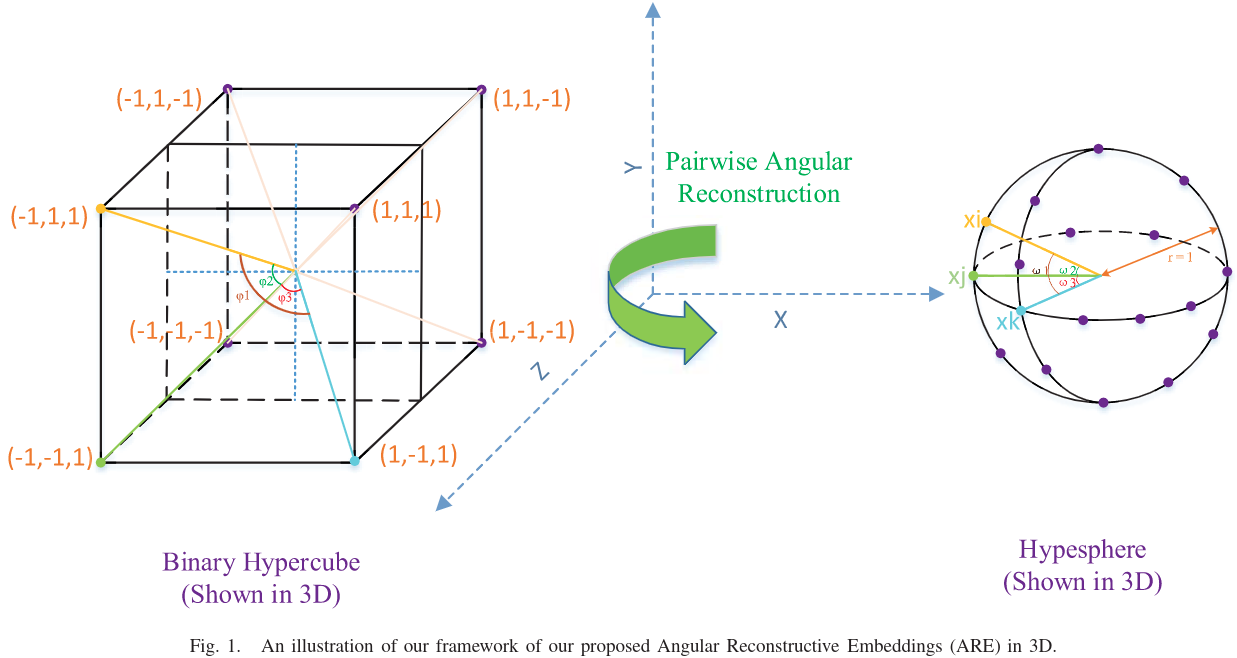 (-1,1,-1)
(1,1,-1)
(-1,1,1)
(1,1,1)
φ1
φ2
φ3
(-1,-1,-1)
(1,-1,-1)
(-1,-1,1)
(1,-1,1)
Binary Hypercube
(Shown in 3D)
Y
Pairwise Angular
Reconstruction
X
Z
xi
xj
xk
ω1
ω2
ω3
r = 1
Hypesphere
(Shown in 3D)
Fig. 1. An illustration of our framework of our proposed Angular Reconstructive Embeddings (ARE) in 3D.